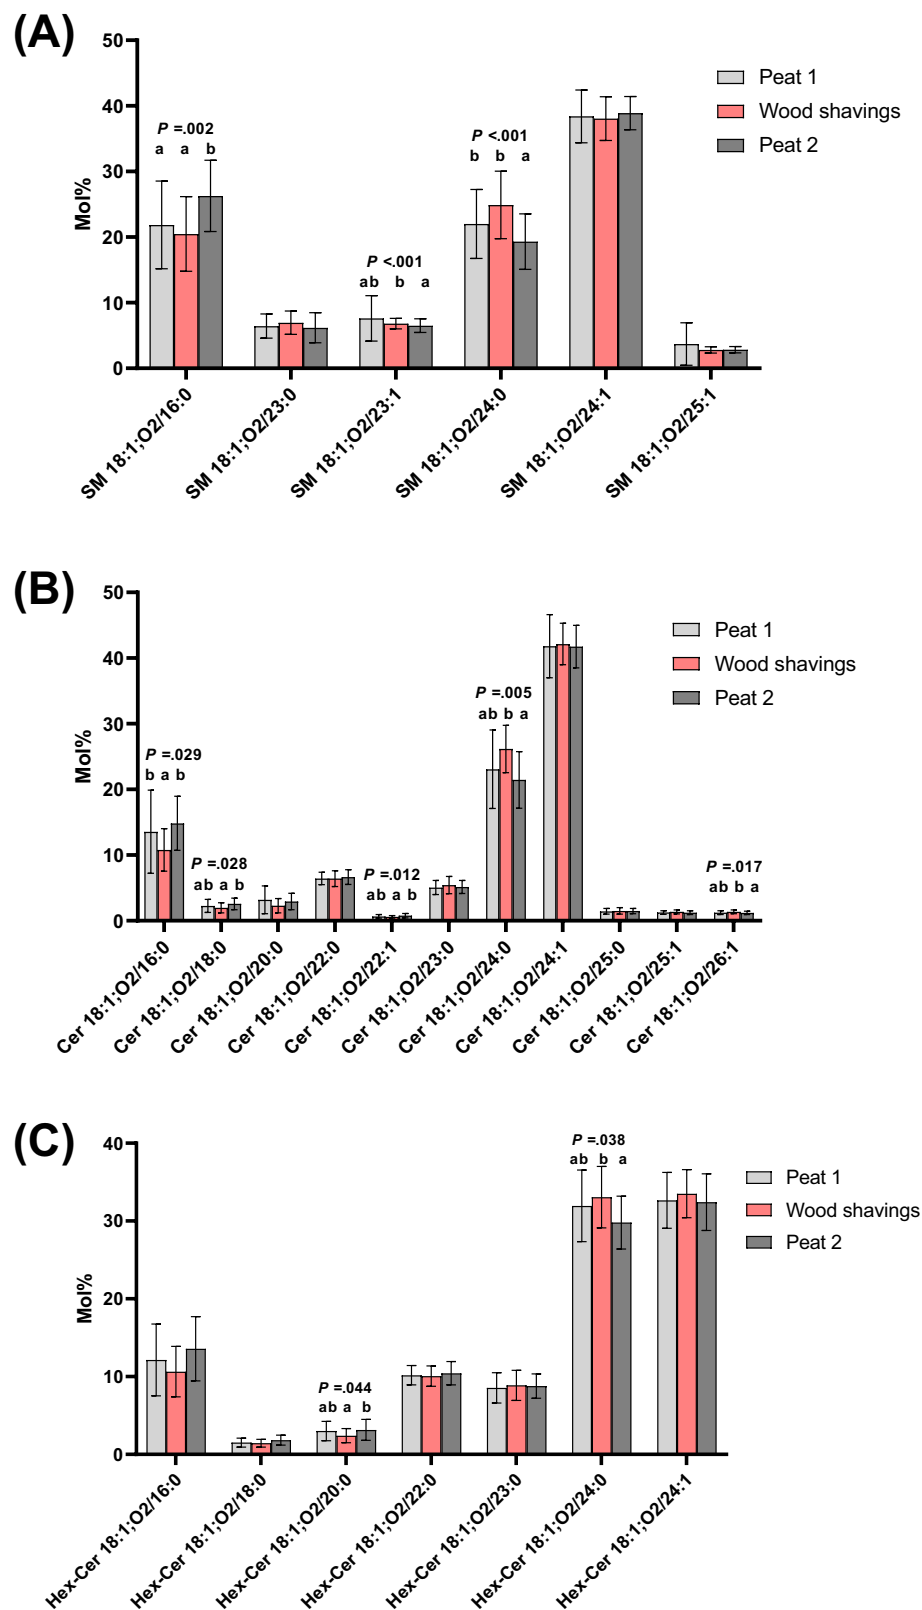 (A)
50
40
30
20
10
0
Mol%
Peat 1
Wood shavings
Peat 2
P =.002
a a b
P <.001
ab b a
P <.001
b b a
SM 18:1;O2/16:0
SM 18:1;O2/23:0
SM 18:1;O2/23:1
SM 18:1;O2/24:0
SM 18:1;O2/24:1
SM 18:1;O2/25:1
(B)
50
40
30
20
10
0
Mol%
Peat 1
Wood shavings
Peat 2
P =.029
b a b
P =.028
ab a b
P =.012
ab a b
P =.005
ab b a
P =.017
ab b a
Cer 18:1;O2/16:0
Cer 18:1;O2/18:0
Cer 18:1;O2/20:0
Cer 18:1;O2/22:0
Cer 18:1;O2/22:1
Cer 18:1;O2/23:0
Cer 18:1;O2/24:0
Cer 18:1;O2/24:1
Cer 18:1;O2/25:0
Cer 18:1;O2/25:1
Cer 18:1;O2/26:1
(C)
40
30
20
10
0
Mol%
Peat 1
Wood shavings
Peat 2
P =.044
ab a b
P =.038
ab b a
Hex-Cer 18:1;O2/16:0
Hex-Cer 18:1;O2/18:0
Hex-Cer 18:1;O2/20:0
Hex-Cer 18:1;O2/22:0
Hex-Cer 18:1;O2/23:0
Hex-Cer 18:1;O2/24:0
Hex-Cer 18:1;O2/24:1